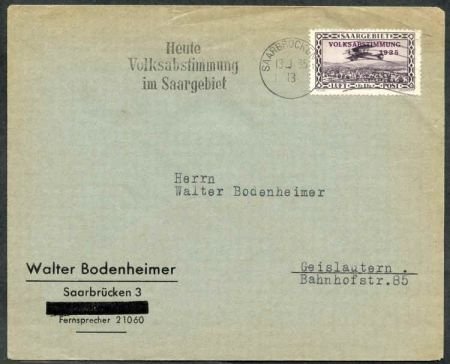 Heute
Volksabstimmung
im Saargebiet
SAARBRÜCKEN
13
SAARGEBIET
VOLKSABSTIMMUNG
1935
POST
Herrn
Walter Bodenheimer
Geislautern.
Bahnhofstr.85
Walter Bodenheimer
Saarbrücken 3
Fernsprecher 21060